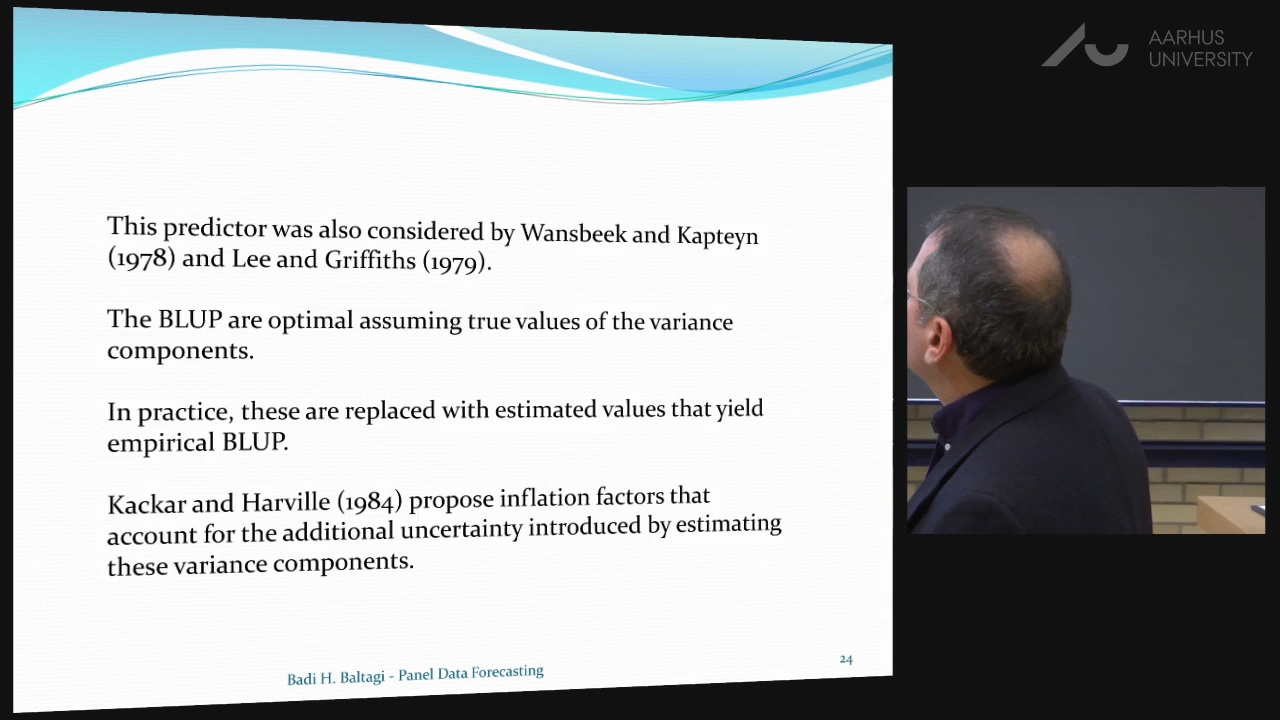 AARHUS
UNIVERSITY
This predictor was also considered by Wansbeek and Kapteyn
(1978) and Lee and Griffiths (1979).
The BLUP are optimal assuming true values of the variance
components.
In practice, these are replaced with estimated values that yield
empirical BLUP.
Kackar and Harville (1984) propose inflation factors that
account for the additional uncertainty introduced by estimating
these variance components.
Badi H. Baltagi - Panel Data Forecasting
24